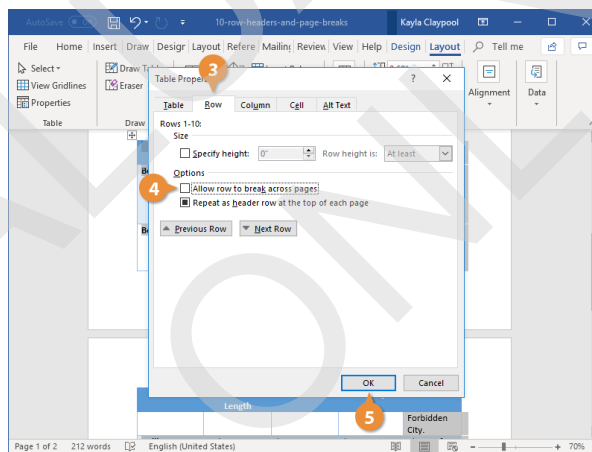 AutoSave
10-row-headers-and-page-breaks
Kayla Claypool
File Home Insert Draw Desigr Layout Refere Mailing Review View Help Design Layout Tell me
Select
View Gridlines
Properties
Table
Draw
Eraser
Draw
Alignment
Data
3
Table Proper
?
Table Row Column Cell Alt Text
Rows 1-10:
Size
Specify height: 0" Row height is: At least
Options
4
Allow row to break across pages
Repeat as header row at the top of each page
Previous Row Next Row
OK Cancel
5
Length
Forbidden
City.
Page 1 of 2 212 words English (United States) 70%